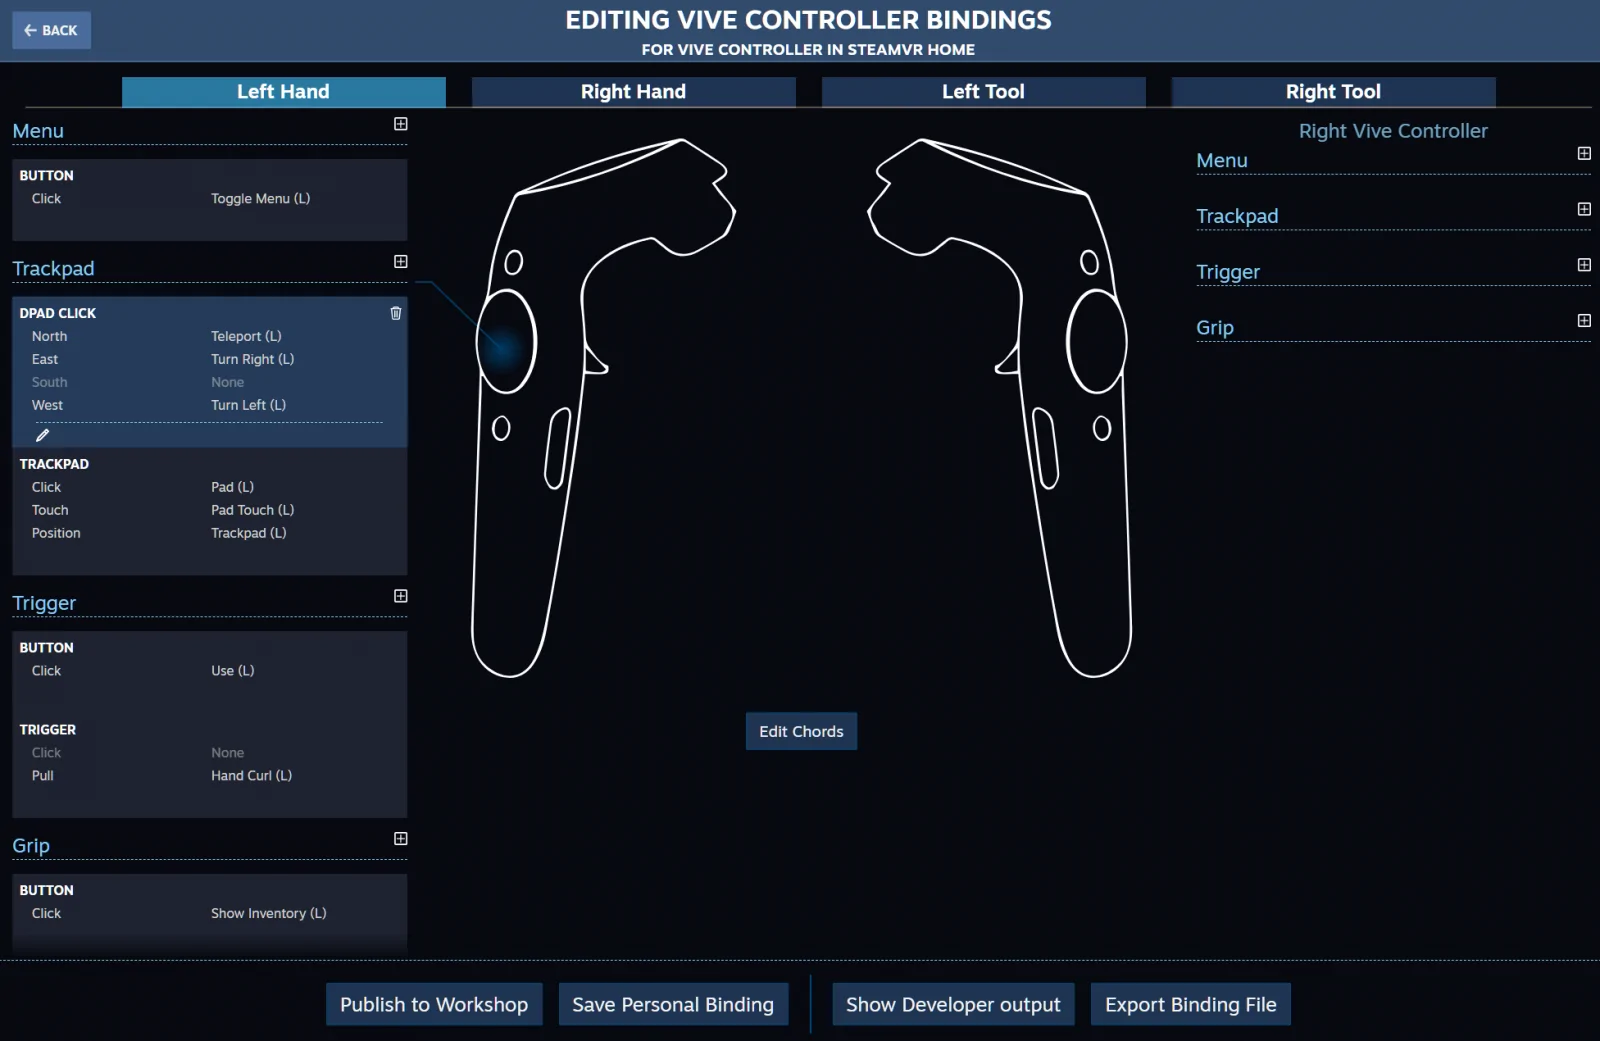 BACK
EDITING VIVE CONTROLLER BINDINGS
FOR VIVE CONTROLLER IN STEAMVR HOME
Left Hand
Right Hand
Left Tool
Right Tool
Menu
BUTTON
Click Toggle Menu (L)
Trackpad
DPAD CLICK
North Teleport (L)
East Turn Right (L)
South None
West Turn Left (L)
TRACKPAD
Click Pad (L)
Touch Pad Touch (L)
Position Trackpad (L)
Trigger
BUTTON
Click Use (L)
TRIGGER
Click None
Pull Hand Curl (L)
Grip
BUTTON
Click Show Inventory (L)
Edit Chords
Right Vive Controller
Menu
Trackpad
Trigger
Grip
Publish to Workshop
Save Personal Binding
Show Developer output
Export Binding File